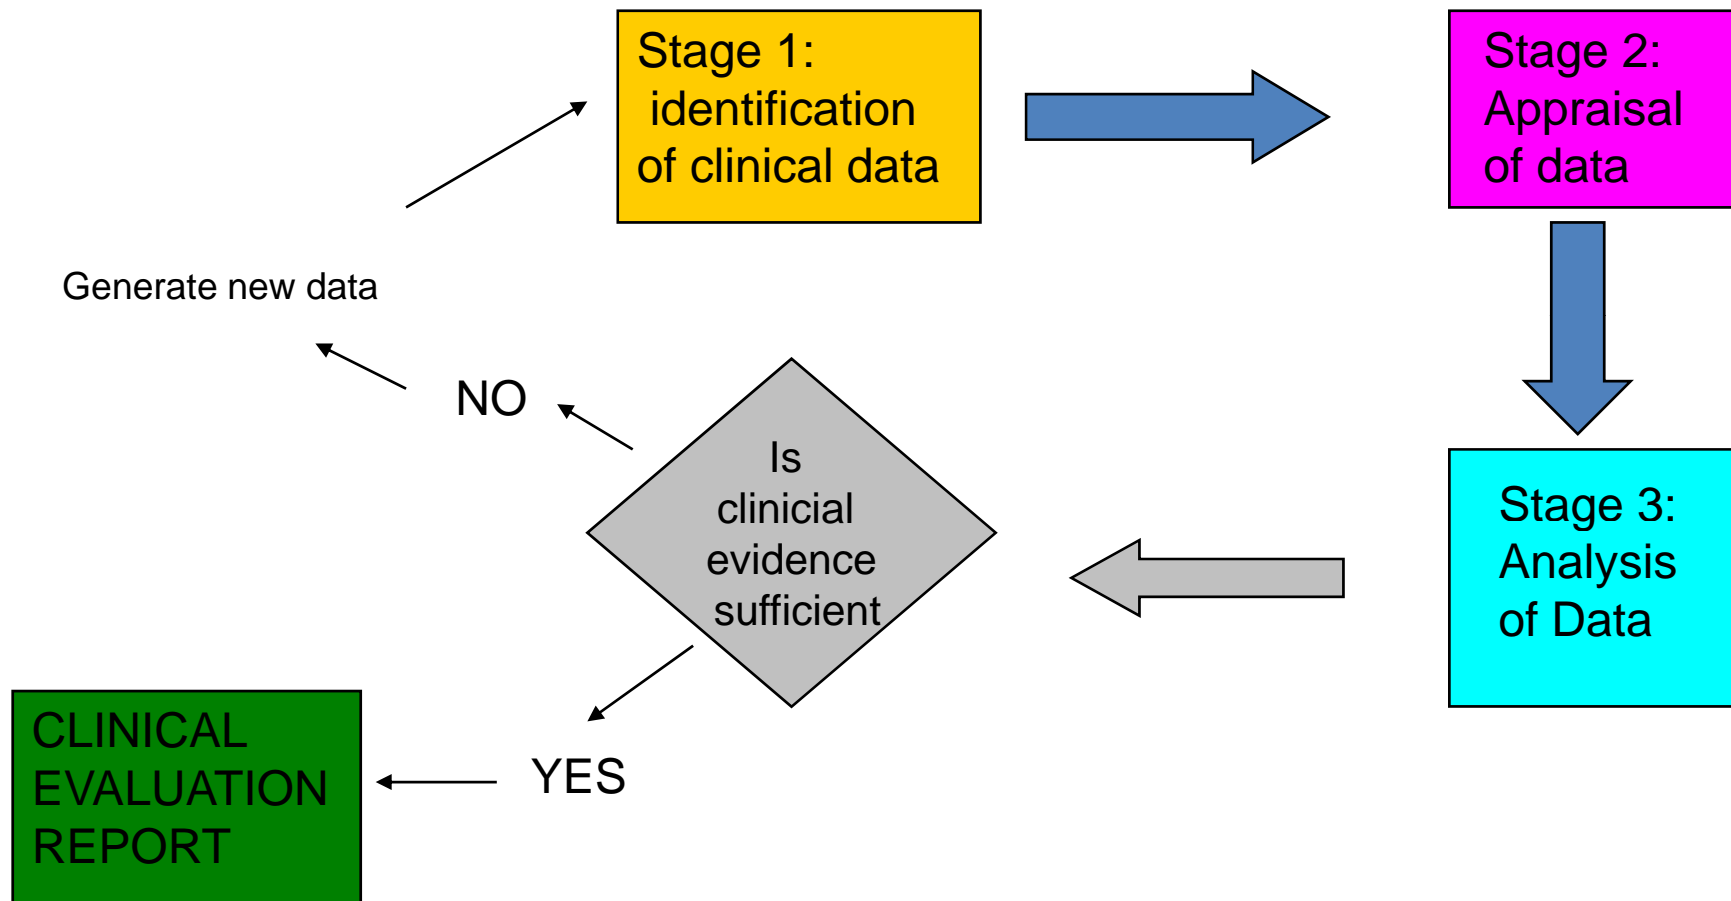 Stage 1:
identification
of clinical data
Stage 2:
Appraisal
of data
Generate new data
NO
Is
clinicial
evidence
sufficient
Stage 3:
Analysis
of Data
YES
CLINICAL
EVALUATION
REPORT